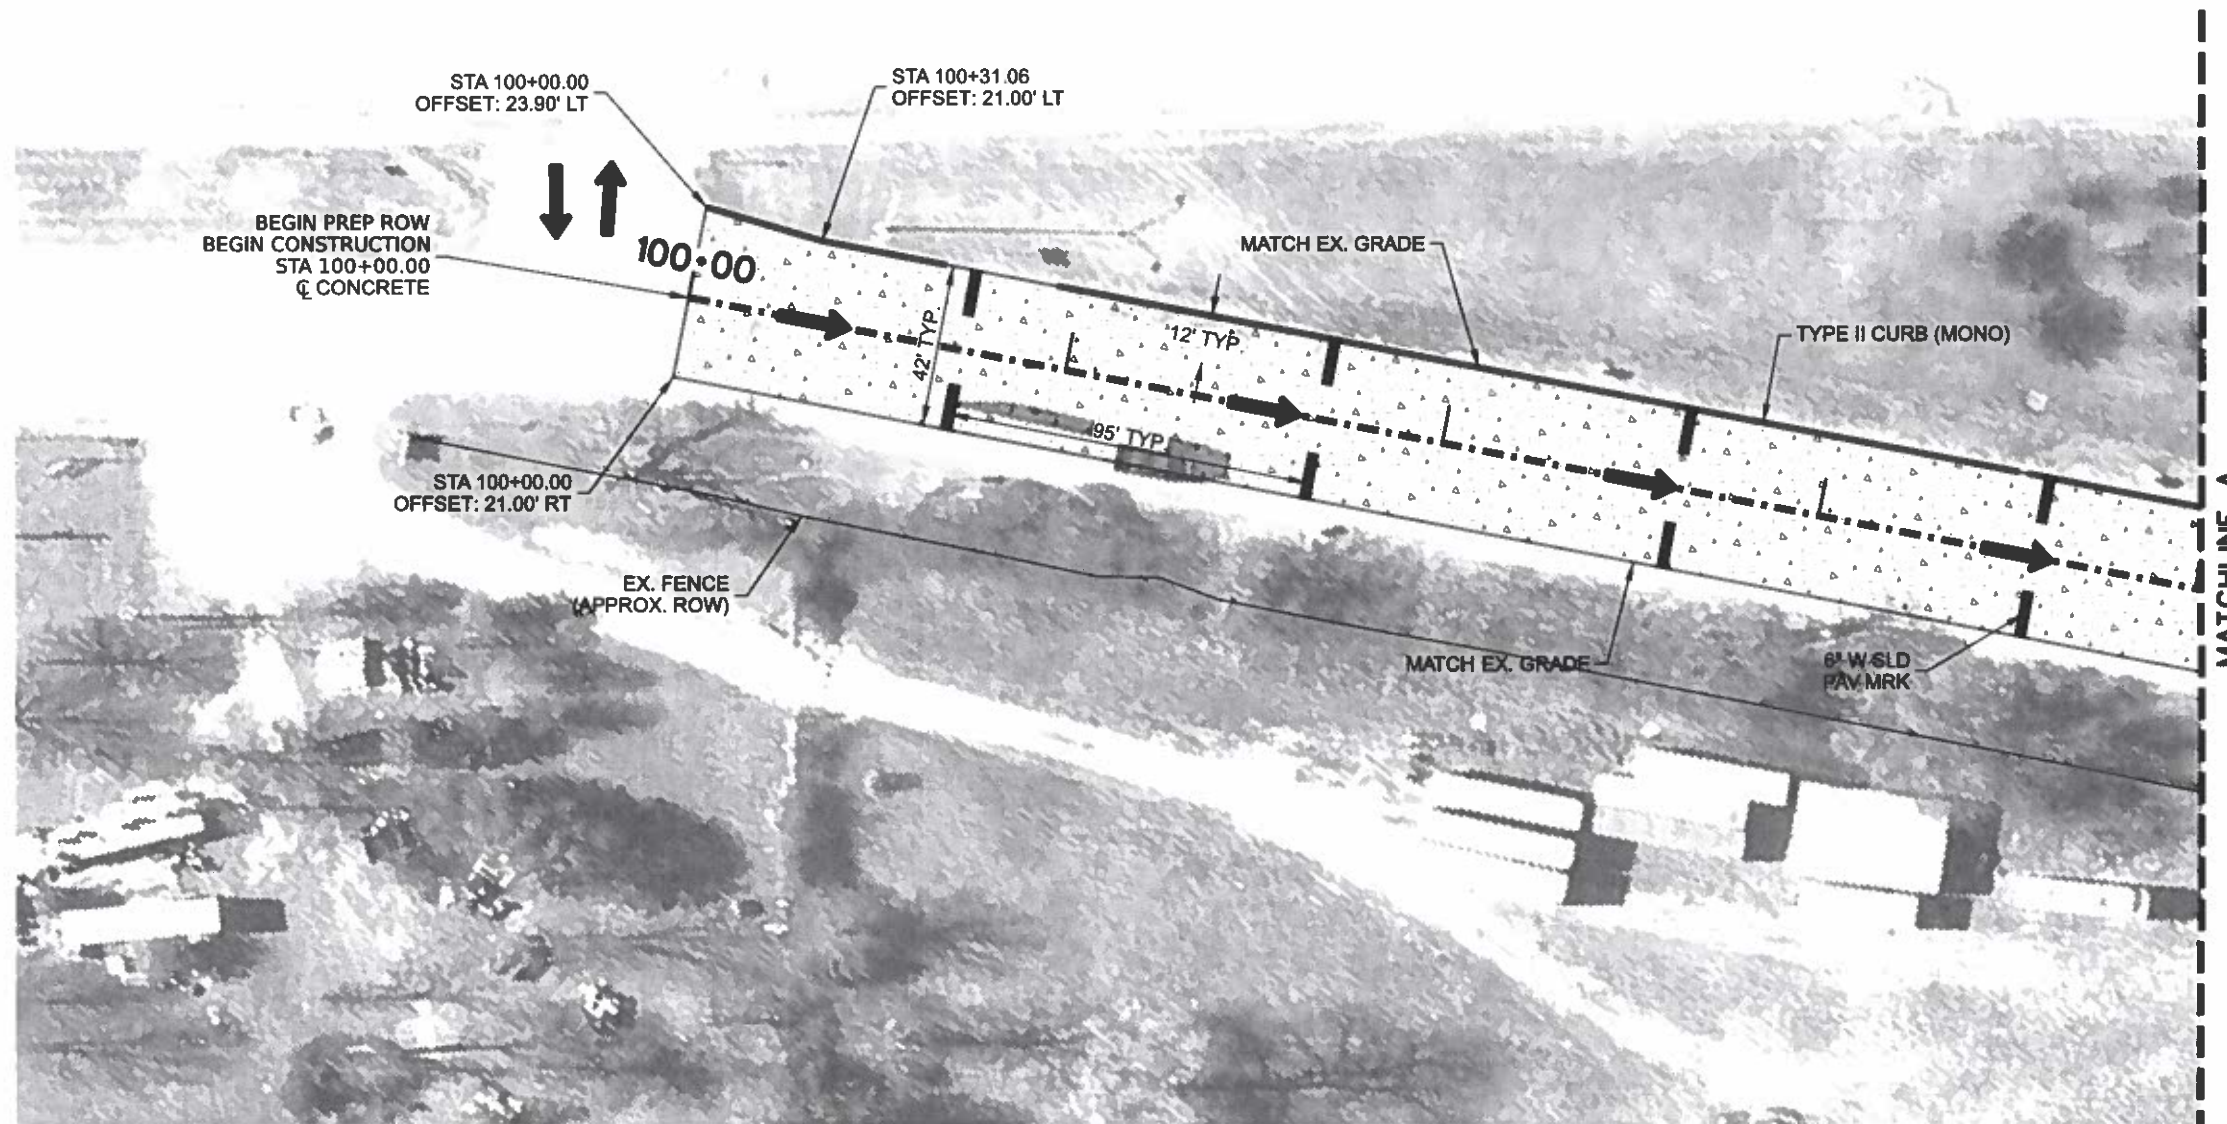 STA 100+00.00
OFFSET: 23.90' LT
STA 100+31.06
OFFSET: 21.00' LT
BEGIN PREP ROW
BEGIN CONSTRUCTION
STA 100+00.00
℄ CONCRETE
100+00
MATCH EX. GRADE
12' TYP.
42' TYP.
TYPE II CURB (MONO)
95' TYP.
STA 100+00.00
OFFSET: 21.00' RT
EX. FENCE
(APPROX. ROW)
MATCH EX. GRADE
6" W SLD
PAV MRK
MATCHLINE A